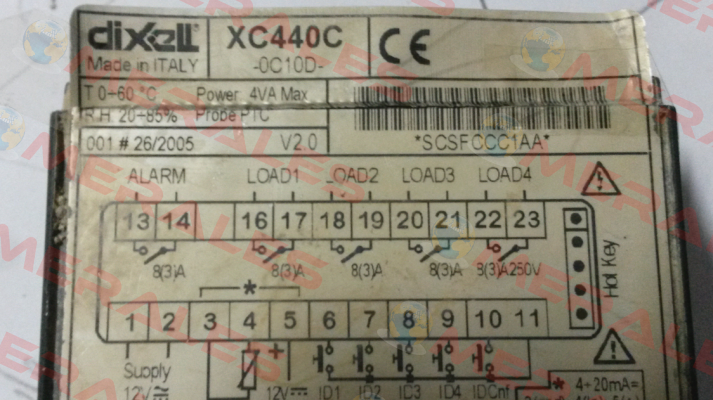 dixell XC440C CE
Made in ITALY -0C10D-
T 0÷60 °C Power 4VA Max
R.H. 20÷85% Probe PTC
001 # 26/2005 V2.0 *SCSFCCC1AA*
ALARM LOAD1 LOAD2 LOAD3 LOAD4
13 14 16 17 18 19 20 21 22 23
8(3)A 8(3)A 8(3)A 8(3)A 8(3)A250V
Hot Key
*
1 2 3 4 5 6 7 8 9 10 11
Supply + * 4÷20mA=
12V 12V ID1 ID2 ID3 ID4 IDCnf
MERALES